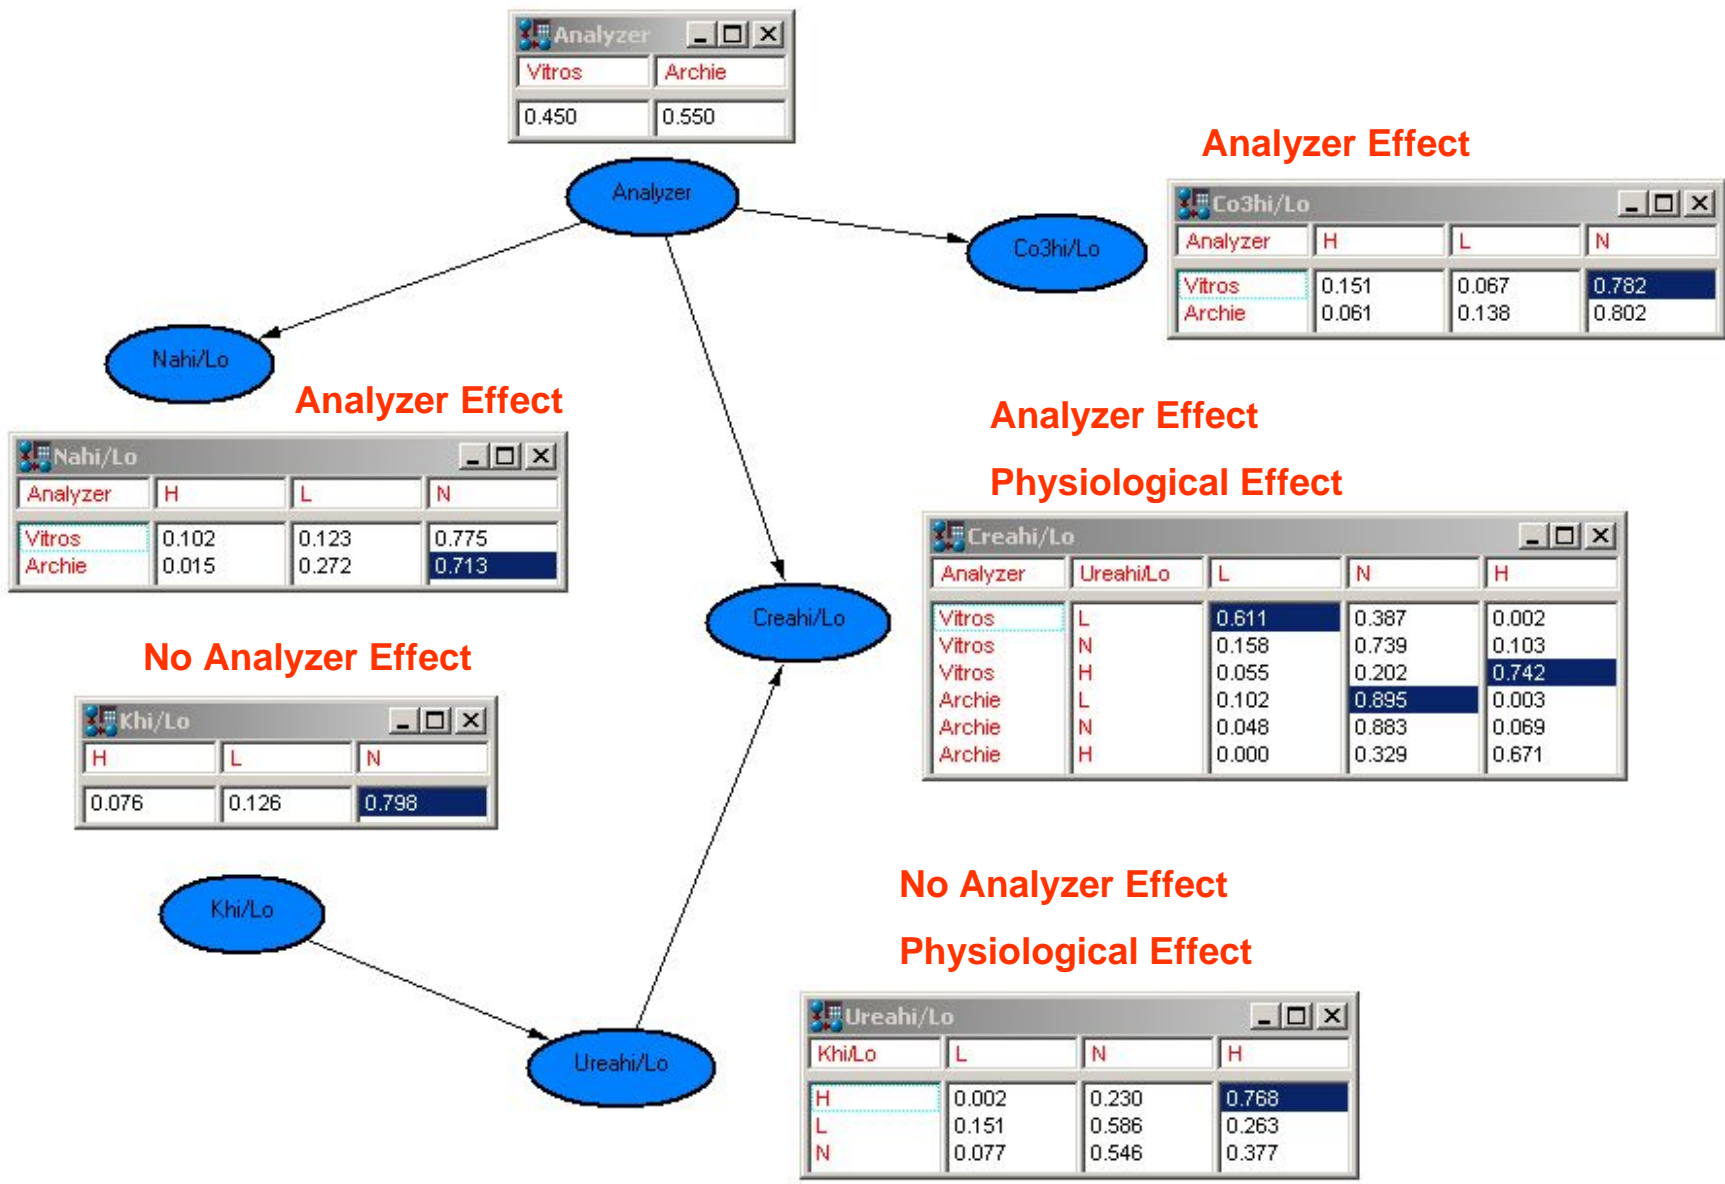 Analyzer
Vitros Archie
0.450 0.550
Analyzer
Analyzer Effect
Co3hi/Lo
Analyzer H L N
Vitros 0.151 0.067 0.782
Archie 0.061 0.138 0.802
Co3hi/Lo
Nahi/Lo
Analyzer Effect
Nahi/Lo
Analyzer H L N
Vitros 0.102 0.123 0.775
Archie 0.015 0.272 0.713
Analyzer Effect
Physiological Effect
Creahi/Lo
Analyzer Ureahi/Lo L N H
Vitros L 0.611 0.387 0.002
Vitros N 0.158 0.739 0.103
Vitros H 0.055 0.202 0.742
Archie L 0.102 0.895 0.003
Archie N 0.048 0.883 0.069
Archie H 0.000 0.329 0.671
Creahi/Lo
No Analyzer Effect
Khi/Lo
H L N
0.076 0.126 0.798
Khi/Lo
No Analyzer Effect
Physiological Effect
Ureahi/Lo
Khi/Lo L N H
H 0.002 0.230 0.768
L 0.151 0.586 0.263
N 0.077 0.546 0.377
Ureahi/Lo